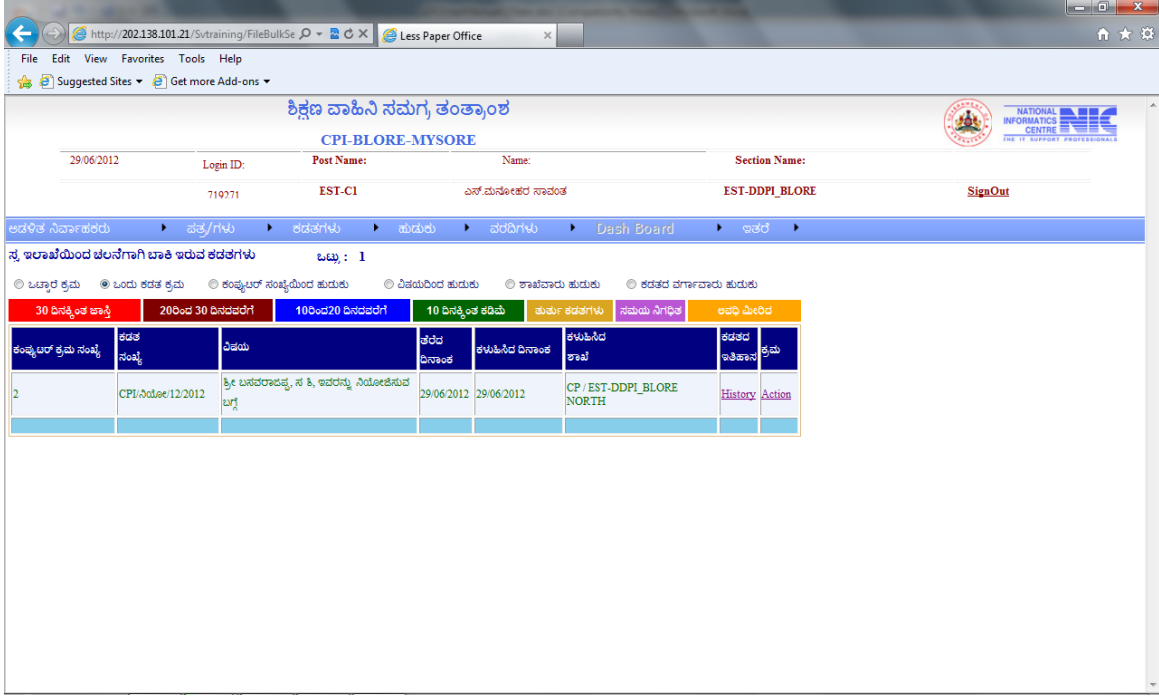 http://202.138.101.21/Svtraining/FileBulkSe
Less Paper Office
File Edit View Favorites Tools Help
Suggested Sites Get more Add-ons
ಶಿಕ್ಷಣ ವಾಹಿನಿ ಸಮಗ್ರ ತಂತ್ರಾಂಶ
CPI-BLORE-MYSORE
NATIONAL INFORMATICS CENTRE NIC
THE IT SUPPORT PROFESSIONALS
29/06/2012 Login ID: Post Name: Name: Section Name:
719271 EST-C1 ಎಸ್.ಮನೋಹರ ಸಾವಂತ EST-DDPI_BLORE SignOut
ಆಡಳಿತ ನಿರ್ವಾಹಕರು ಪತ್ರ/ಗಳು ಕಡತಗಳು ಹುಡುಕು ವರದಿಗಳು Dash Board ಇತರೆ
ಸ್ವ ಇಲಾಖೆಯಿಂದ ಚಲನೆಗಾಗಿ ಬಾಕಿ ಇರುವ ಕಡತಗಳು ಒಟ್ಟು : 1
ಒಟ್ಟಾರೆ ಕ್ರಮ ಒಂದು ಕಡತ ಕ್ರಮ ಕಂಪ್ಯುಟರ್ ಸಂಖ್ಯೆಯಿಂದ ಹುಡುಕು ವಿಷಯದಿಂದ ಹುಡುಕು ಶಾಖೆವಾರು ಹುಡುಕು ಕಡತದ ವರ್ಗಾವಾರು ಹುಡುಕು
30 ದಿನಕ್ಕಿಂತ ಜಾಸ್ತಿ 20ರಿಂದ 30 ದಿನದವರೆಗೆ 10ರಿಂದ20 ದಿನದವರೆಗೆ 10 ದಿನಕ್ಕಿಂತ ಕಡಿಮೆ ತುರ್ತು ಕಡತಗಳು ಸಮಯ ನಿಗಧಿತ ಅವಧಿ ಮೀರಿದ
ಕಂಪ್ಯುಟರ್ ಕ್ರಮ ಸಂಖ್ಯೆ ಕಡತ ಸಂಖ್ಯೆ ವಿಷಯ ತೆರೆದ ದಿನಾಂಕ ಕಳುಹಿಸಿದ ದಿನಾಂಕ ಕಳುಹಿಸಿದ ಶಾಖೆ ಕಡತದ ಇತಿಹಾಸ ಕ್ರಮ
2 CPI/ನಿಯೋ/12/2012 ಶ್ರೀ ಬಸವರಾದಪ್ಪ, ಸ ಶಿ, ಇವರನ್ನು ನಿಯೋಜಿಸುವ ಬಗ್ಗೆ 29/06/2012 29/06/2012 CP / EST-DDPI_BLORE NORTH History Action